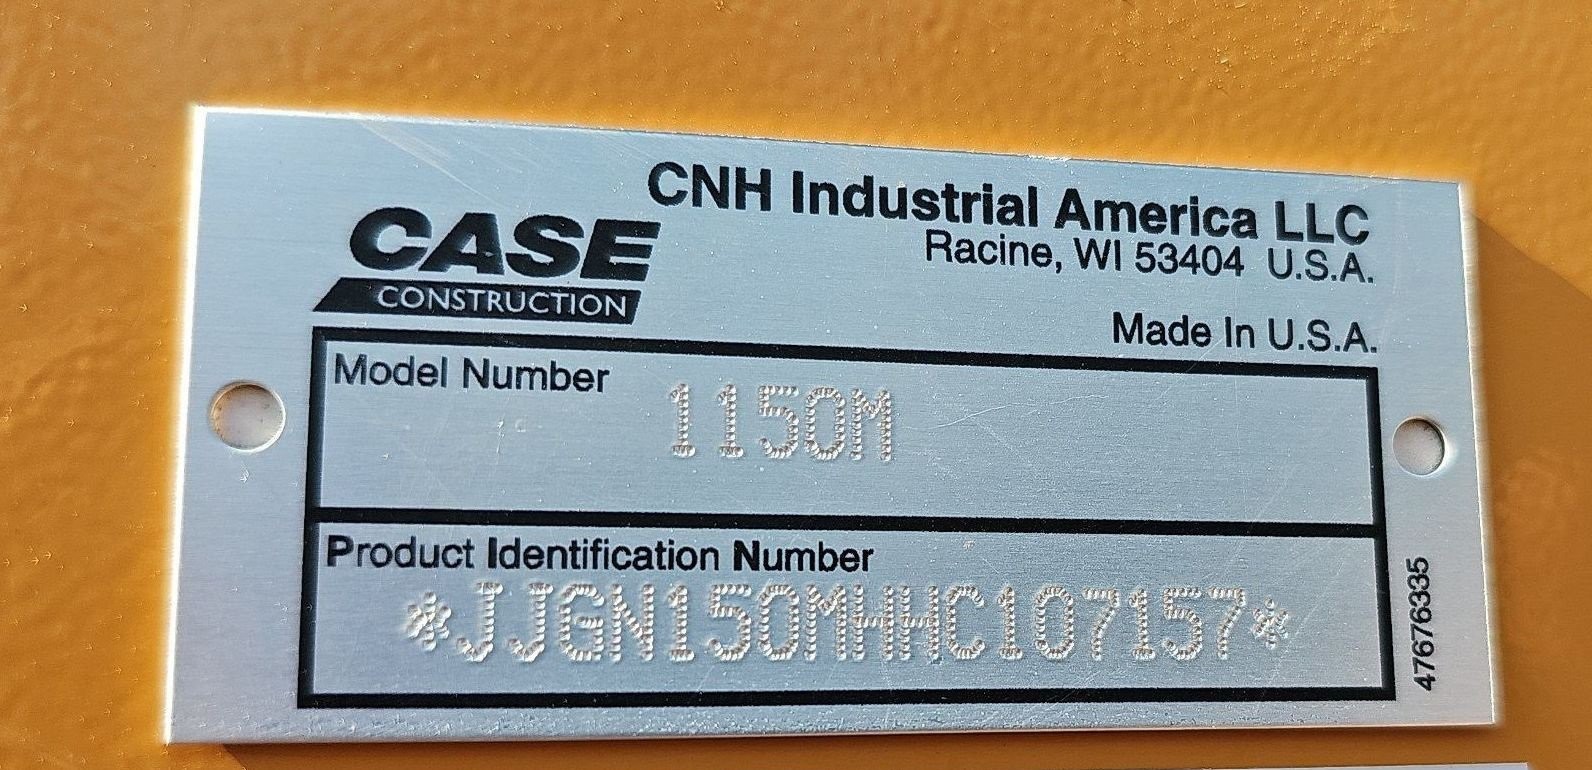 CNH Industrial America LLC
Racine, WI 53404 U.S.A.
CASE
CONSTRUCTION
Made In U.S.A.
Model Number
1150M
Product Identification Number
*JJGN150MHHC107157*
47676335